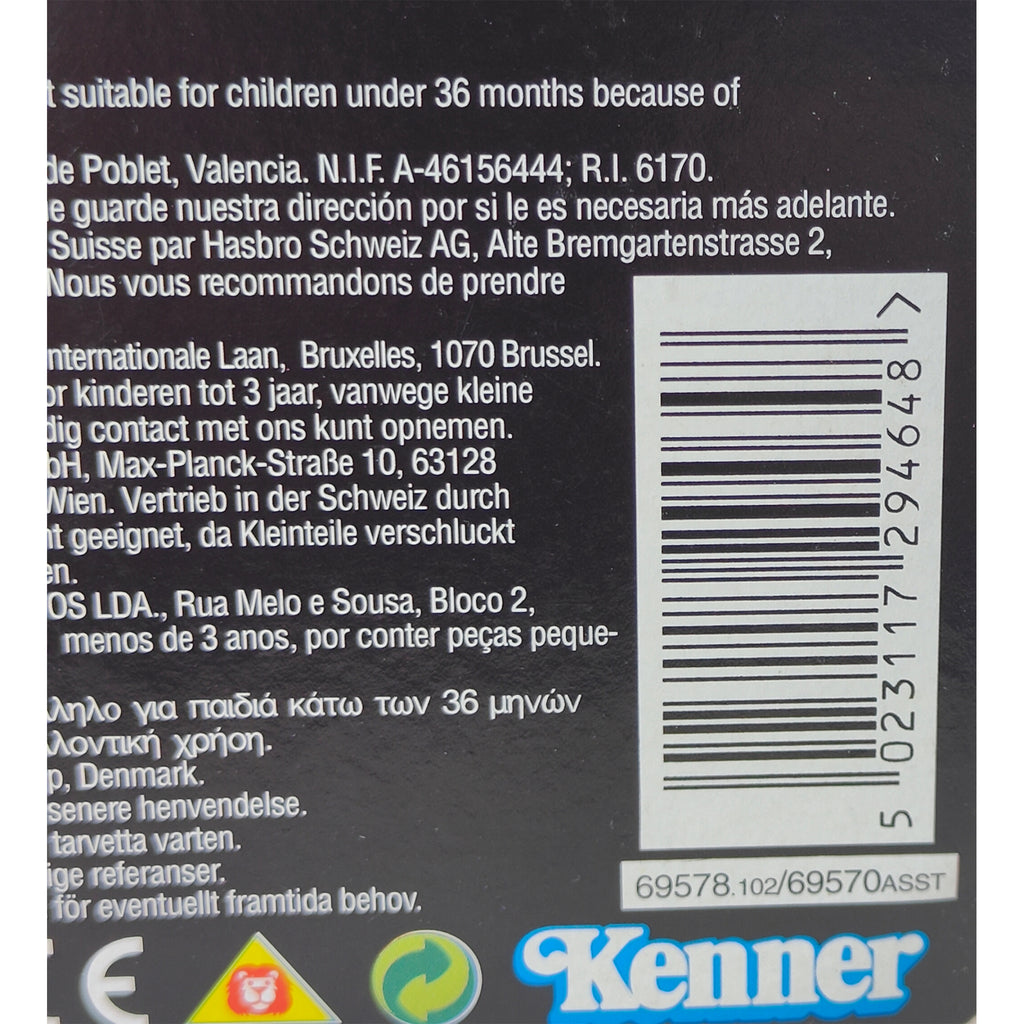 t suitable for children under 36 months because of
de Poblet, Valencia. N.I.F. A-46156444; R.I. 6170.
e guarde nuestra dirección por si le es necesaria más adelante.
Suisse par Hasbro Schweiz AG, Alte Bremgartenstrasse 2,
Nous vous recommandons de prendre
nternationale Laan, Bruxelles, 1070 Brussel.
or kinderen tot 3 jaar, vanwege kleine
dig contact met ons kunt opnemen.
bH, Max-Planck-Straße 10, 63128
Wien. Vertrieb in der Schweiz durch
nt geeignet, da Kleinteile verschluckt
en.
OS LDA., Rua Melo e Sousa, Bloco 2,
menos de 3 anos, por conter peças peque-
λληλο για παιδιά κάτω των 36 μηνών
λλοντική χρήση.
p, Denmark.
senere henvendelse.
tarvetta varten.
ige referanser.
för eventuellt framtida behov.
5 023117 294648 >
69578.102/69570ASST
CE
Kenner